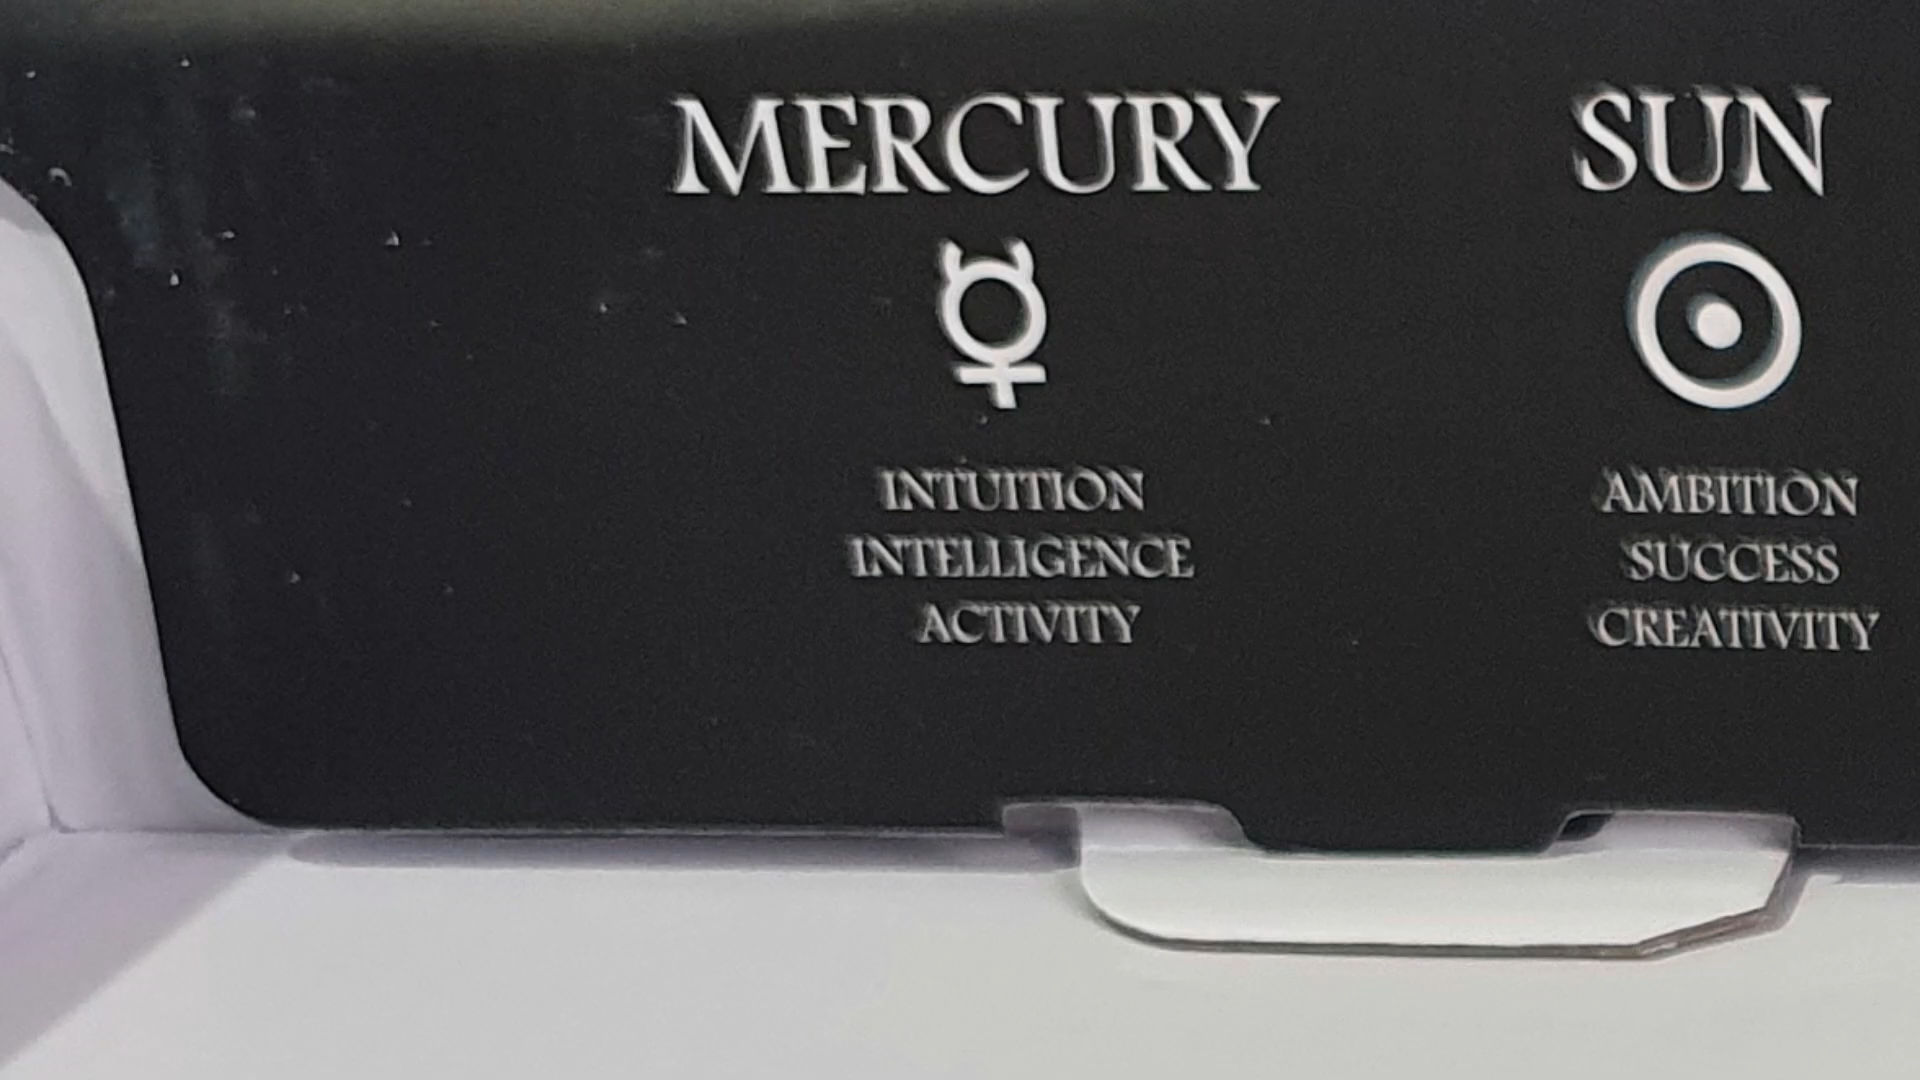 MERCURY
INTUITION
INTELLIGENCE
ACTIVITY
SUN
AMBITION
SUCCESS
CREATIVITY